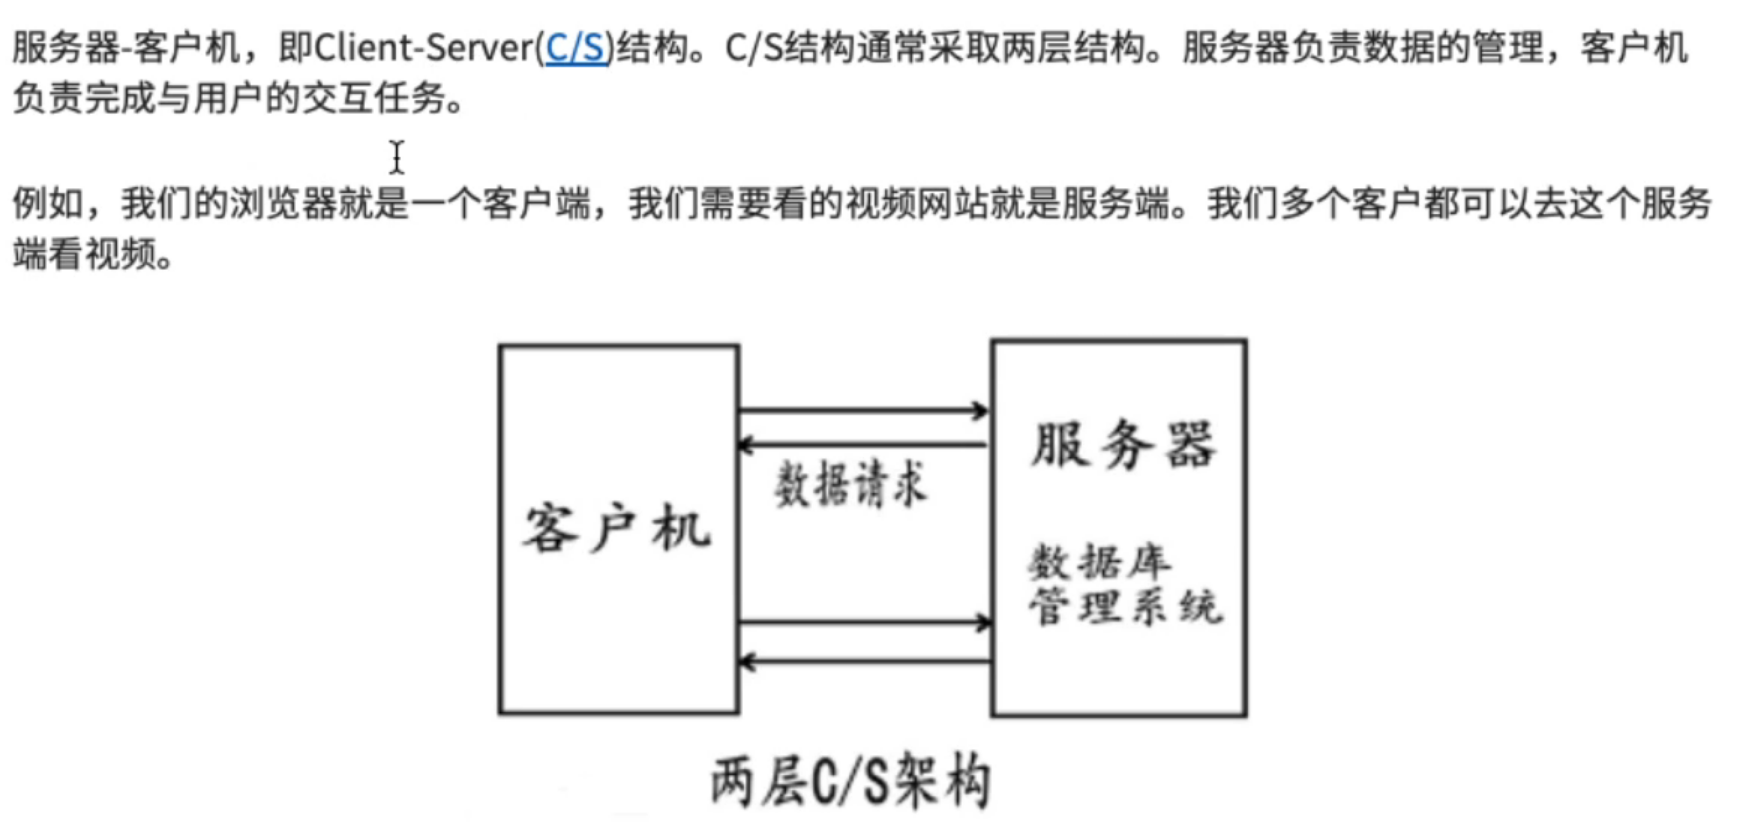 服务器-客户机，即Client-Server(C/S)结构。C/S结构通常采取两层结构。服务器负责数据的管理，客户机
负责完成与用户的交互任务。
例如，我们的浏览器就是一个客户端，我们需要看的视频网站就是服务端。我们多个客户都可以去这个服务
端看视频。
服务器
数据请求
客户机
数据库
管理系统
两层C/S架构